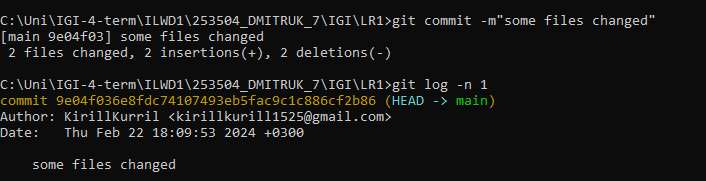 C:\Uni\IGI-4-term\ILWD1\253504_DMITRUK_7\IGI\LR1>git commit -m"some files changed"
[main 9e04f03] some files changed
 2 files changed, 2 insertions(+), 2 deletions(-)
C:\Uni\IGI-4-term\ILWD1\253504_DMITRUK_7\IGI\LR1>git log -n 1
commit 9e04f036e8fdc74107493eb5fac9c1c886cf2b86 (HEAD -> main)
Author: KirillKurril <kirillkurill1525@gmail.com>
Date:   Thu Feb 22 18:09:53 2024 +0300
    some files changed